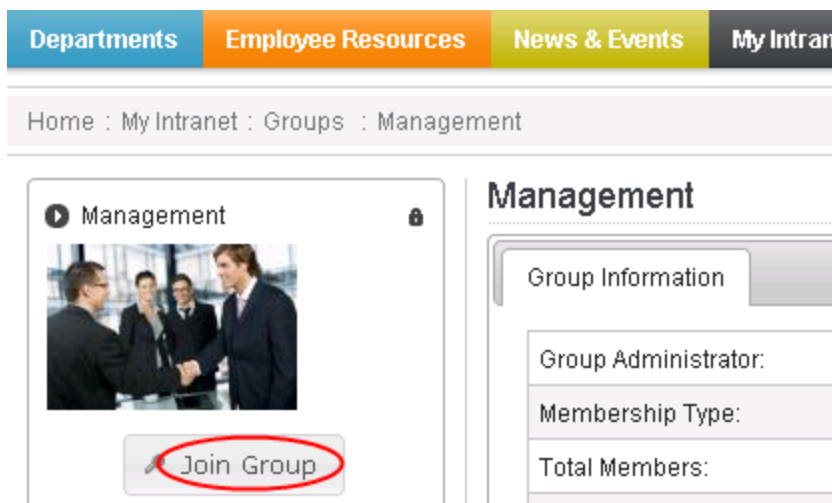 Departments Employee Resources News & Events My Intran
Home : My Intranet : Groups : Management
Management
Join Group
Management
Group Information
Group Administrator:
Membership Type:
Total Members: